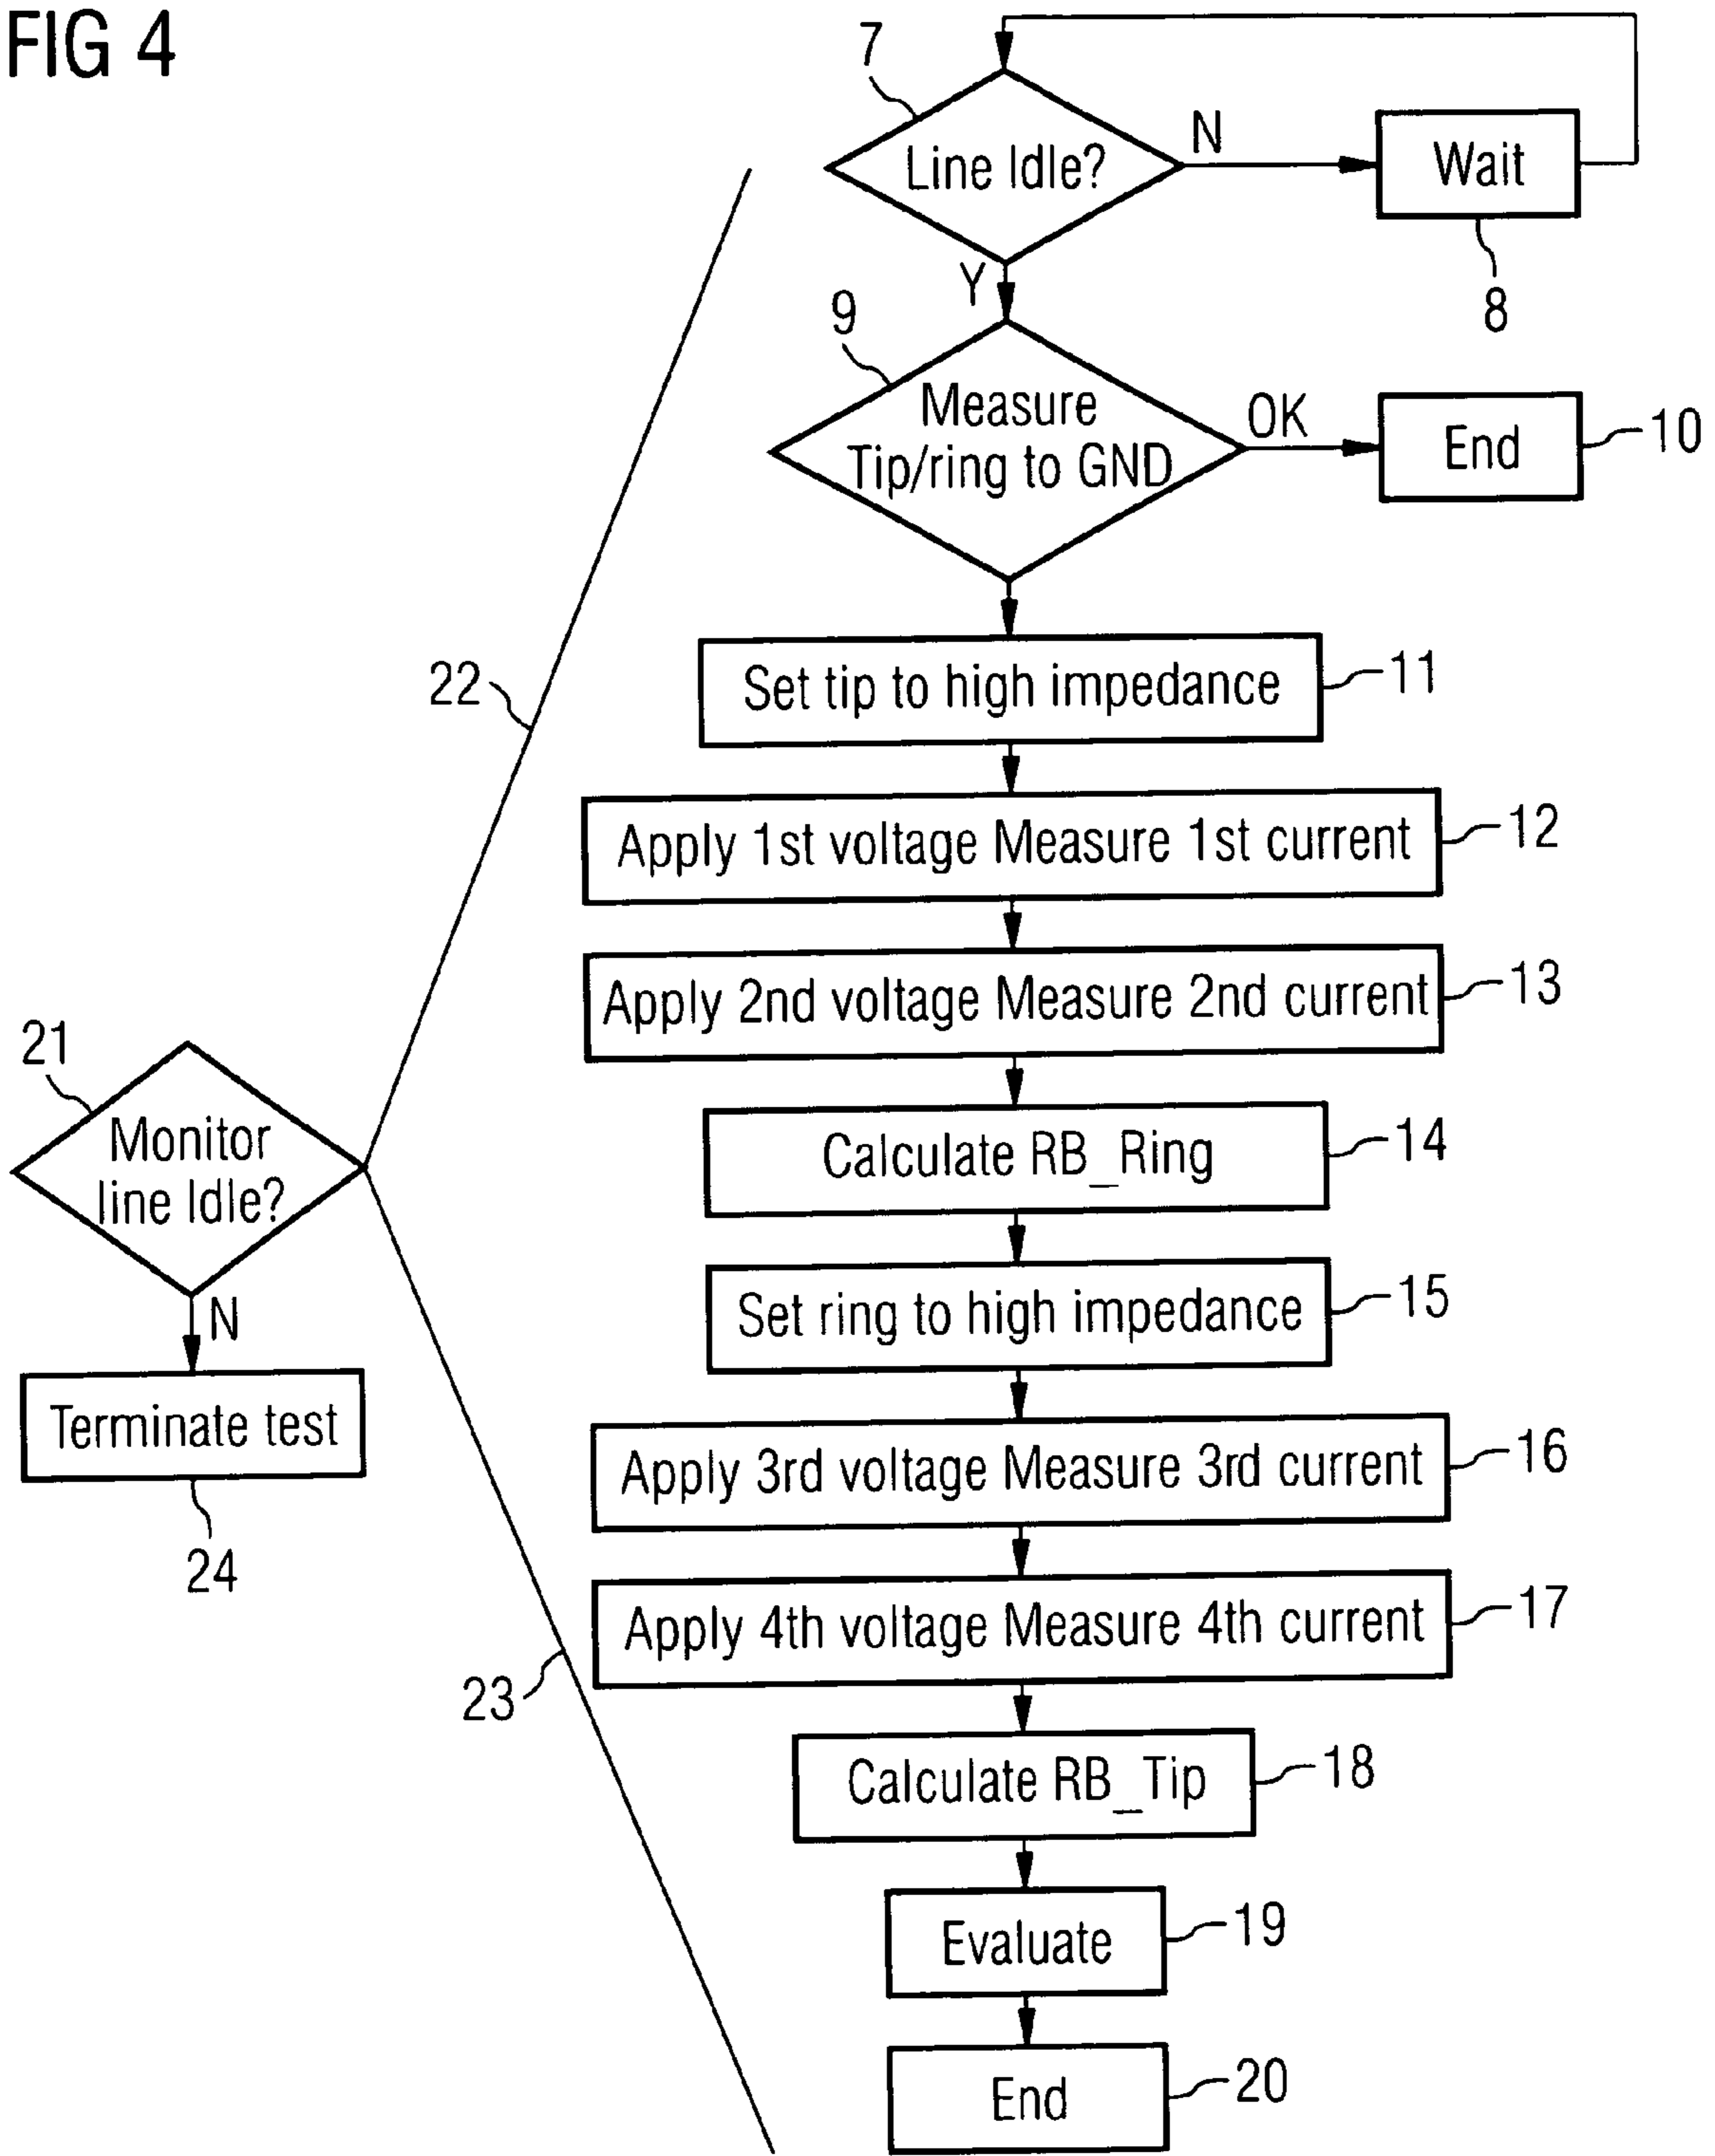 FIG 4
7
Line Idle?
N
Wait
8
Y
9
Measure
Tip/ring to GND
OK
End
10
Set tip to high impedance
11
22
Apply 1st voltage Measure 1st current
12
Apply 2nd voltage Measure 2nd current
13
21
Monitor
line Idle?
Calculate RB_Ring
14
N
Set ring to high impedance
15
Terminate test
24
Apply 3rd voltage Measure 3rd current
16
Apply 4th voltage Measure 4th current
17
23
Calculate RB_Tip
18
Evaluate
19
End
20